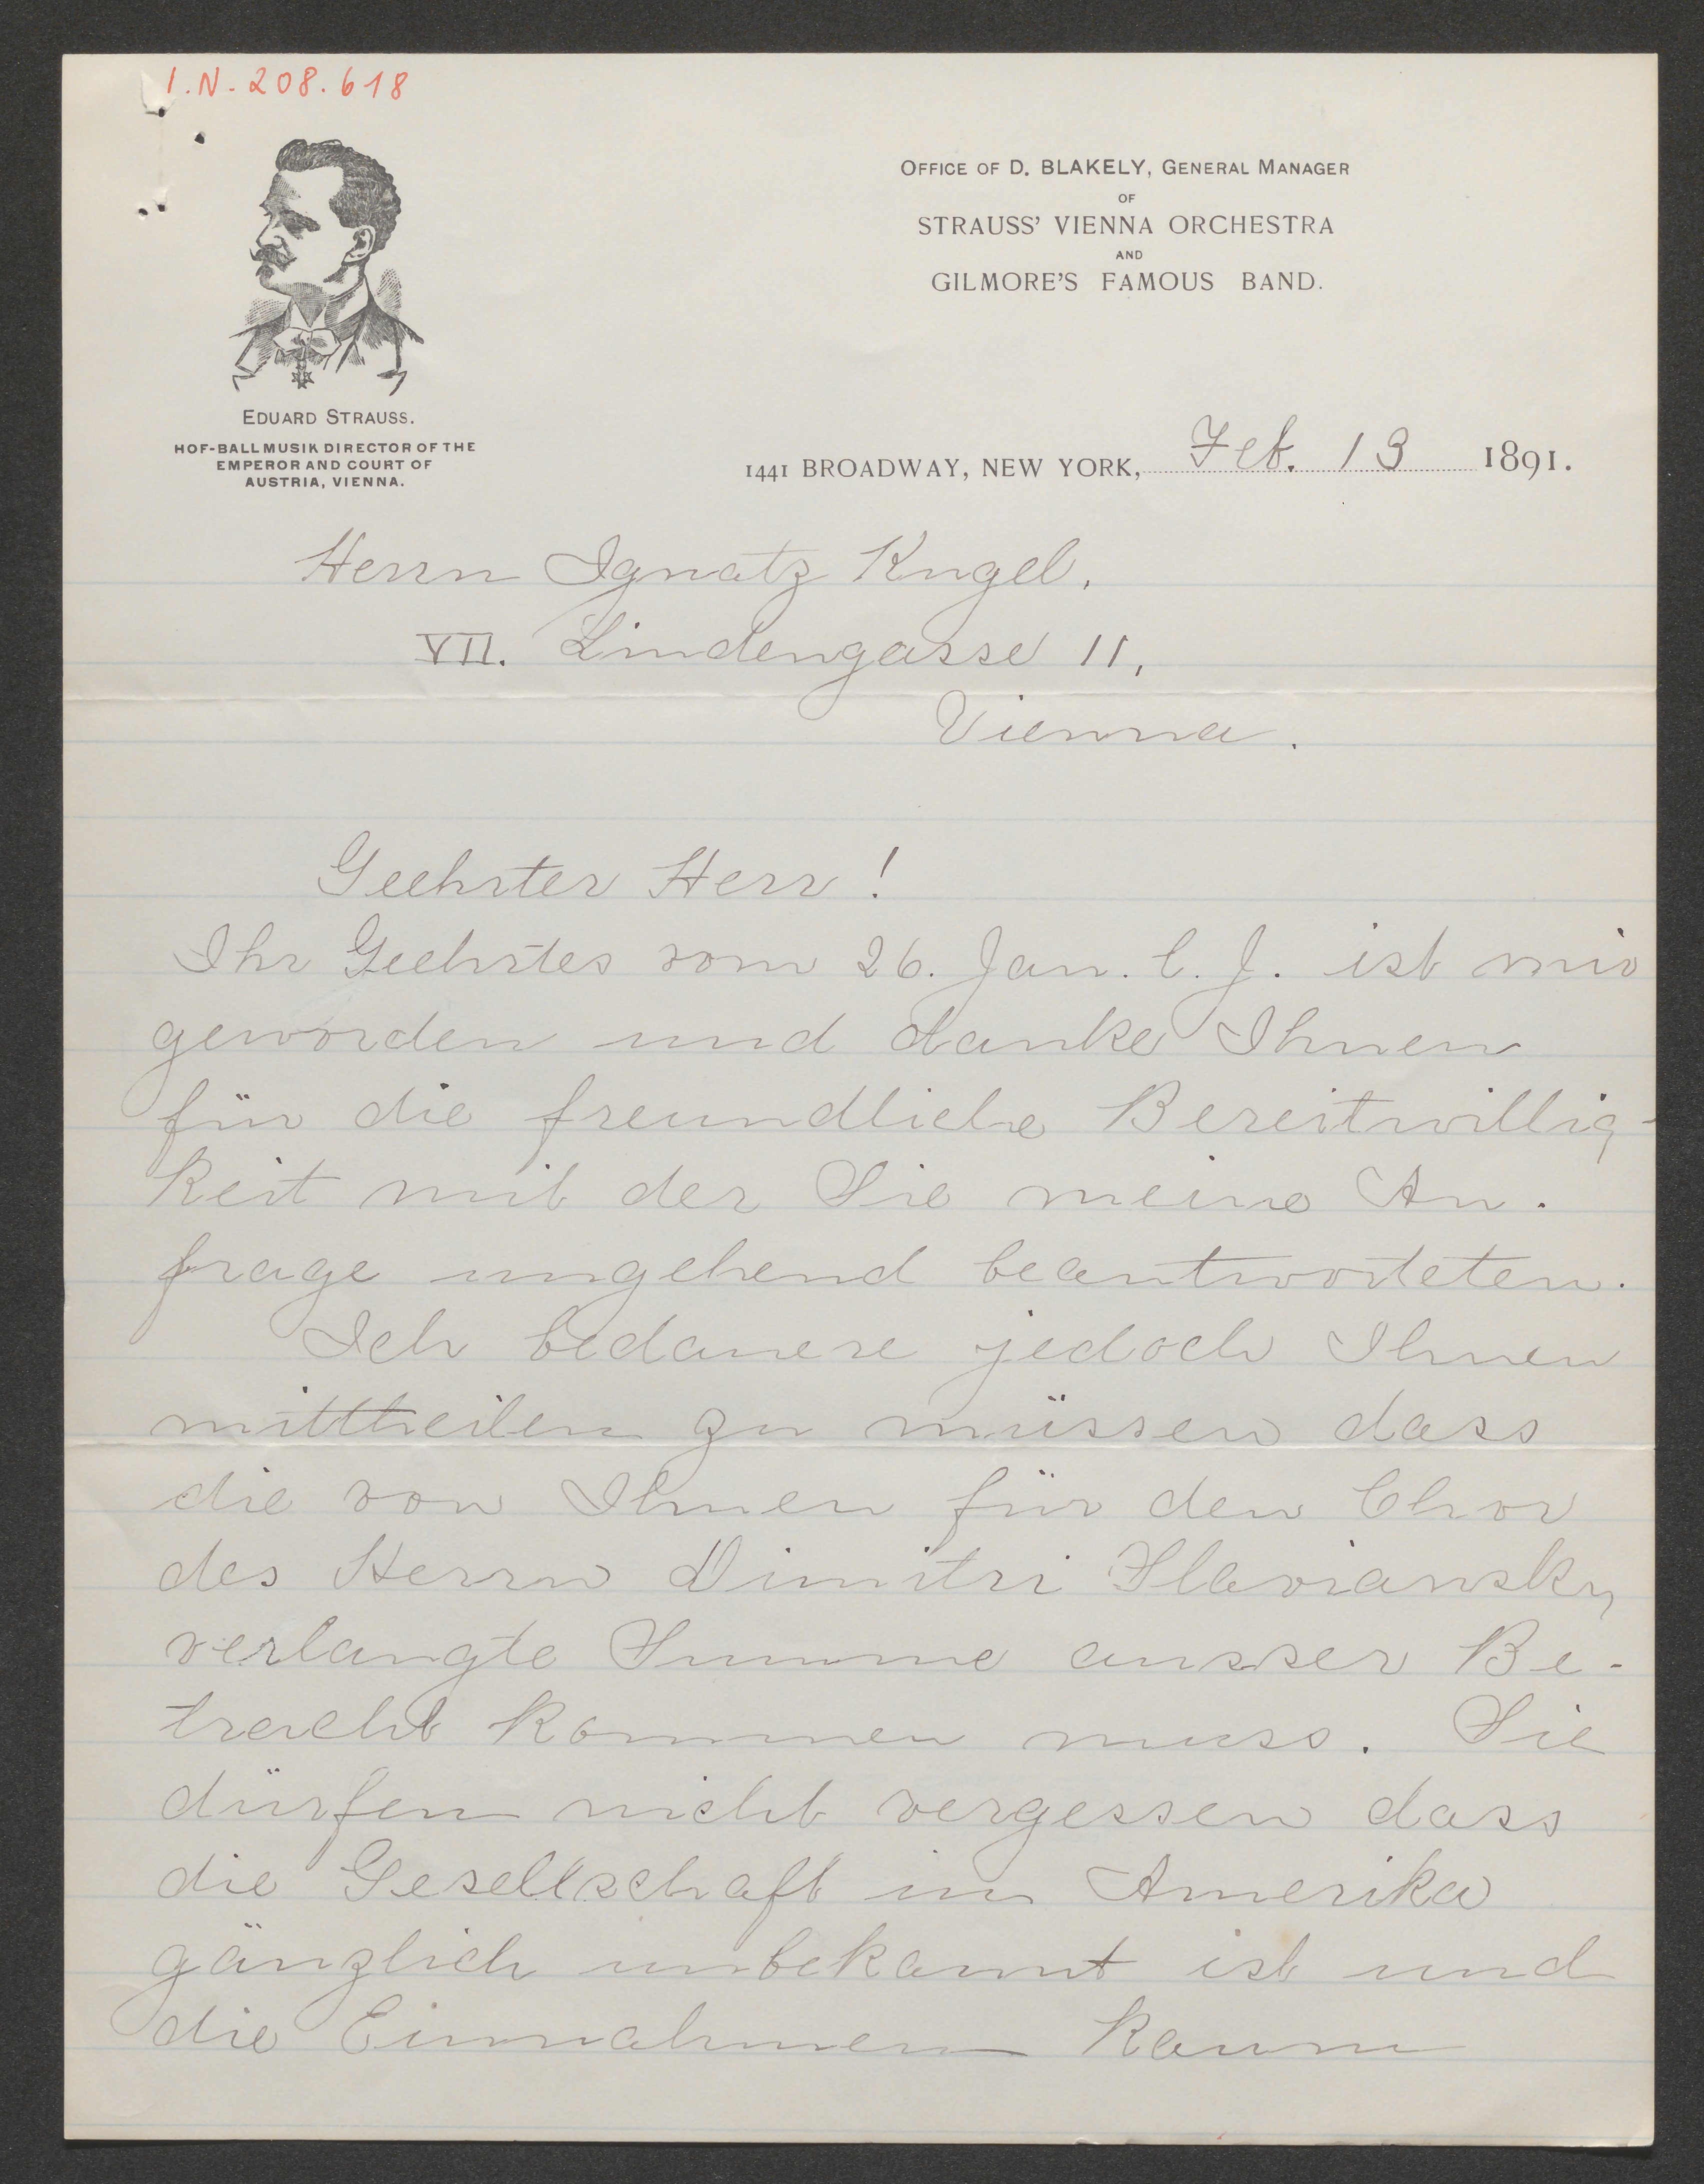 I.N. 208.618
OFFICE OF D. BLAKELY, GENERAL MANAGER
OF
STRAUSS' VIENNA ORCHESTRA
AND
GILMORE'S FAMOUS BAND.
EDUARD STRAUSS.
HOF-BALLMUSIK DIRECTOR OF THE
EMPEROR AND COURT OF
AUSTRIA, VIENNA.
1441 BROADWAY, NEW YORK, Feb. 13 1891.
Herrn Ignatz Kugel,
VII. Lindengasse 11,
Vienna.
Geehrter Herr!
Ihr Geehrtes vom 26. Jan. l. J. ist mir
geworden und danke Ihnen
für die freundliche Bereitwillig-
keit mit der Sie meine An-
frage umgehend beantworteten.
Ich bedauere jedoch Ihnen
mittheilen zu müssen dass
die von Ihnen für den Chor
des Herrn Dimitri Slaviansky
verlangte Summe ausser Be-
tracht kommen muss. Sie
dürfen nicht vergessen dass
die Gesellschaft in Amerika
gänzlich unbekannt ist und
die Einnahmen kaum